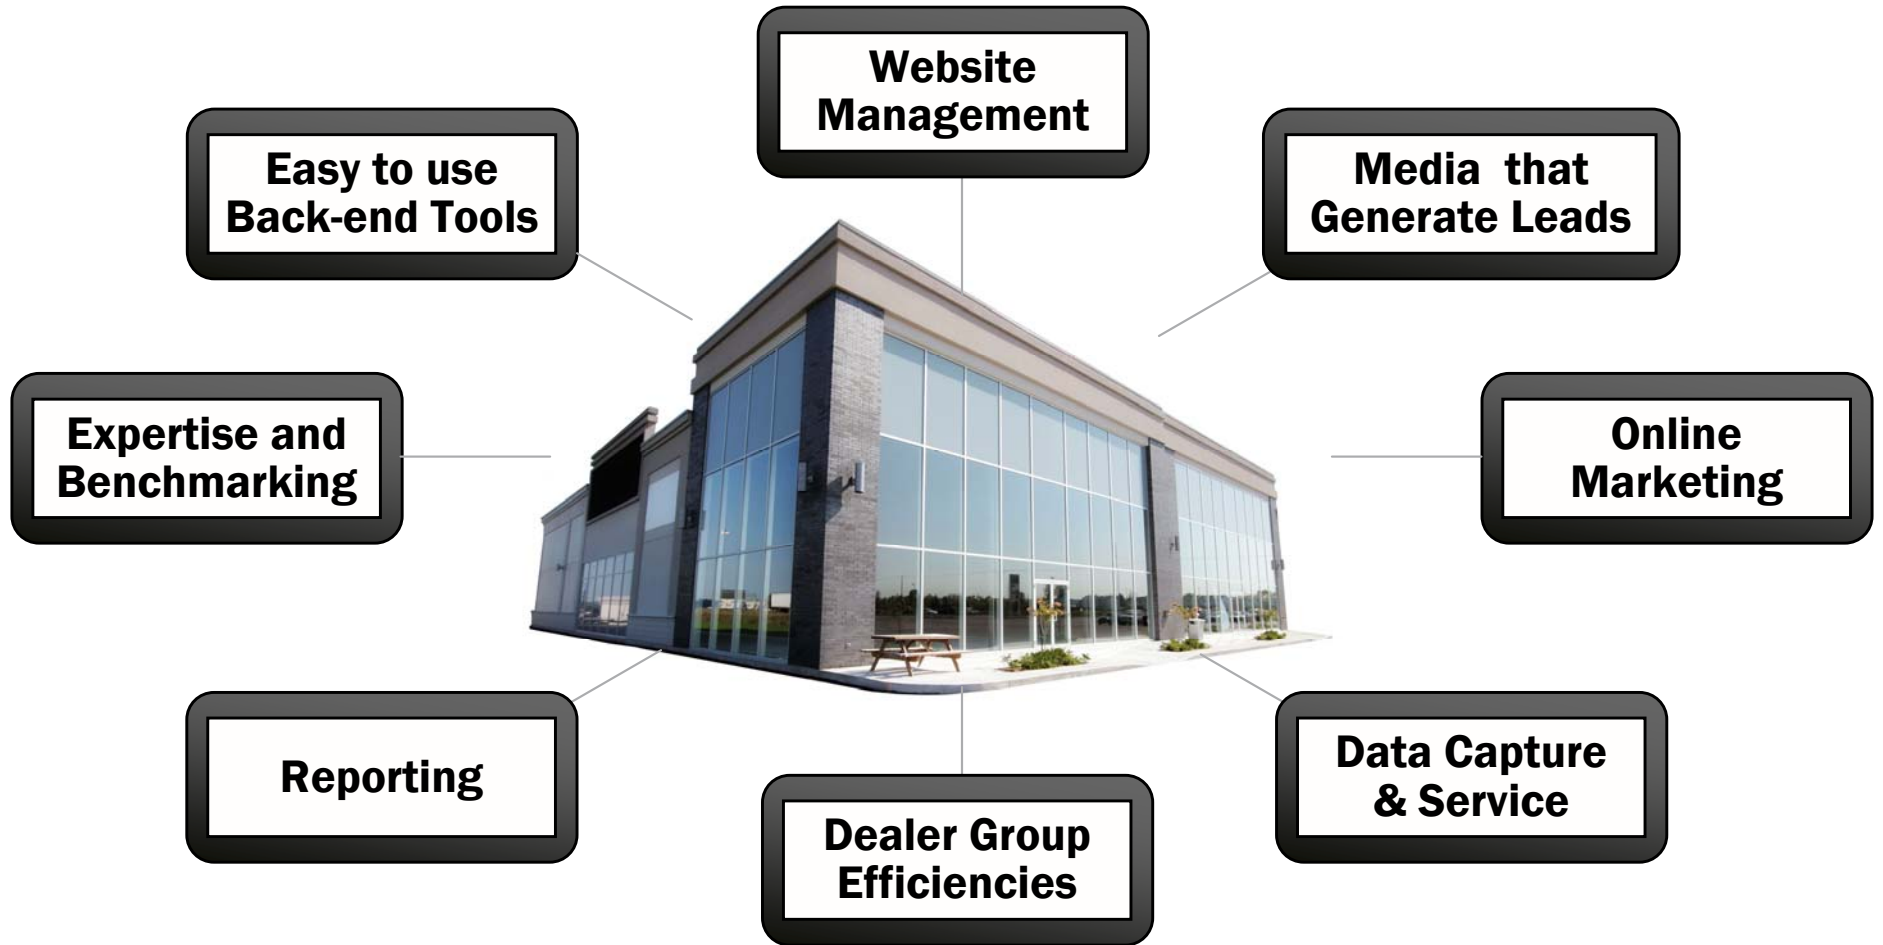 Website
Management
Easy to use
Back-end Tools
Media  that
Generate Leads
Expertise and
Benchmarking
Online
Marketing
Reporting
Data Capture
& Service
Dealer Group
Efficiencies